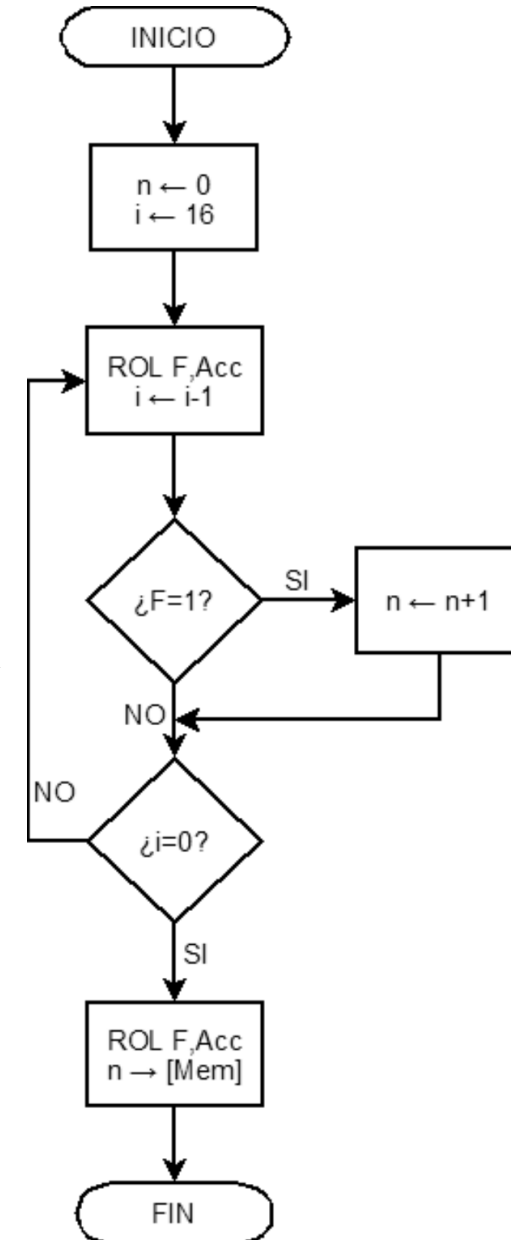 INICIO
n ← 0
i ← 16
ROL F,Acc
i ← i-1
¿F=1?
SI
n ← n+1
NO
NO
¿i=0?
SI
ROL F,Acc
n → [Mem]
FIN